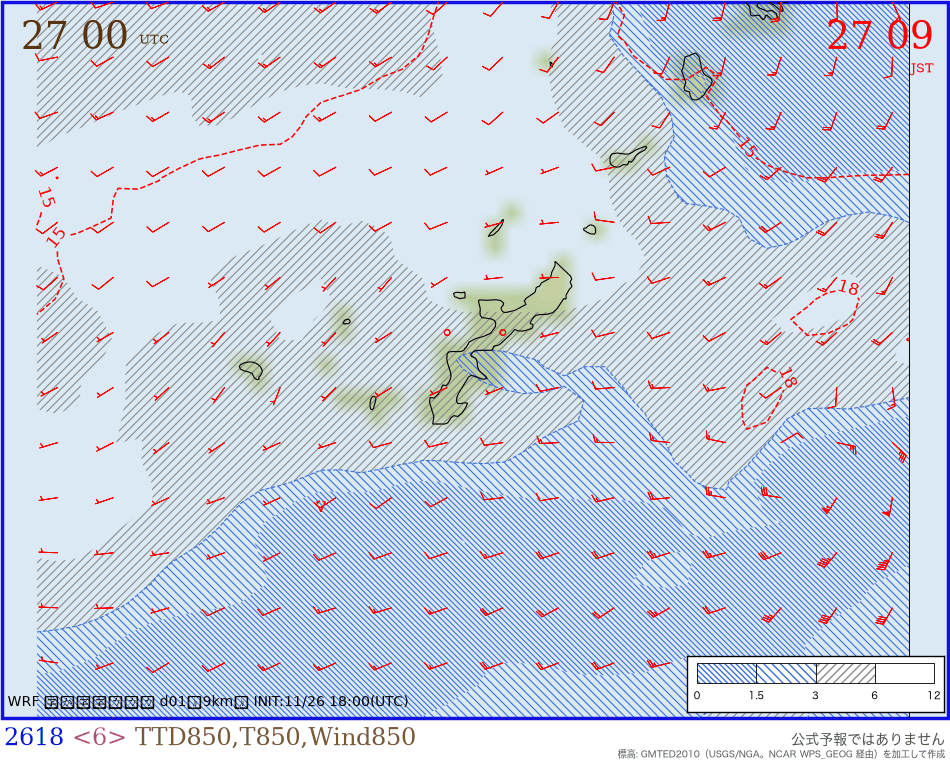 27 00 UTC
27 09
JST
15
15
15
18
18
15
WRF d01 9km INIT:11/26 18:00(UTC)
0 1.5 3 6 12
2618 <6> TTD850,T850,Wind850
公式予報ではありません
標高: GMTED2010（USGS/NGA。NCAR WPS_GEOG 経由）を加工して作成